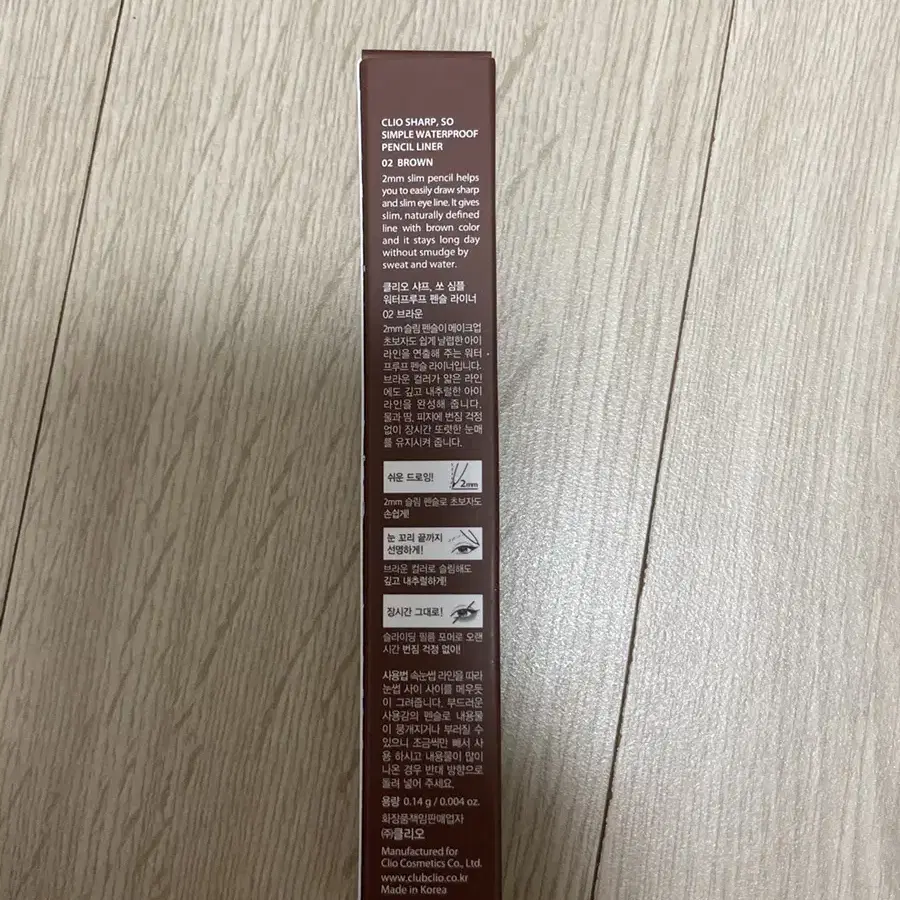 CLIO SHARP, SO
SIMPLE WATERPROOF
PENCIL LINER
02 BROWN
2mm slim pencil helps
you to easily draw sharp
and slim eye line. It gives
slim, naturally defined
line with brown color
and it stays long day
without smudge by
sweat and water.
클리오 샤프, 쏘 심플
워터프루프 펜슬 라이너
02 브라운
2mm 슬림 펜슬이 메이크업
초보자도 쉽게 날렵한 아이
라인을 연출해 주는 워터
프루프 펜슬 라이너입니다.
브라운 컬러가 얇은 라인
에도 깊고 내추럴한 아이
라인을 완성해 줍니다.
물과 땀, 피지에 번짐 걱정
없이 장시간 또렷한 눈매
를 유지시켜 줍니다.
쉬운 드로잉!
2mm
2mm 슬림 펜슬로 초보자도
손쉽게!
눈 꼬리 끝까지
선명하게!
브라운 컬러로 슬림해도
깊고 내추럴하게!
장시간 그대로!
슬라이딩 필름 포머로 오랜
시간 번짐 걱정 없이!
사용법 속눈썹 라인을 따라
눈썹 사이 사이를 메우듯
이 그려줍니다. 부드러운
사용감의 펜슬로 내용물
이 뭉개지거나 부러질 수
있으니 조금씩만 빼서 사
용 하시고 내용물이 많이
나온 경우 반대 방향으로
돌려 넣어 주세요.
용량 0.14 g / 0.004 oz.
화장품책임판매업자
㈜클리오
Manufactured for
Clio Cosmetics Co., Ltd.
www.clubclio.co.kr
Made in Korea